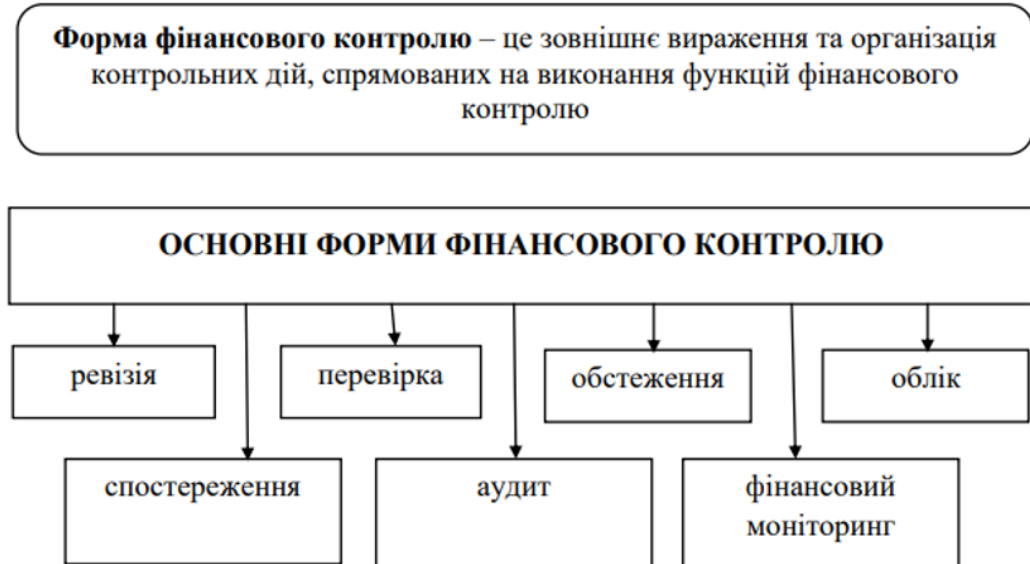 Форма фінансового контролю – це зовнішнє вираження та організація
контрольних дій, спрямованих на виконання функцій фінансового
контролю
ОСНОВНІ ФОРМИ ФІНАНСОВОГО КОНТРОЛЮ
ревізія
перевірка
обстеження
облік
спостереження
аудит
фінансовий
моніторинг